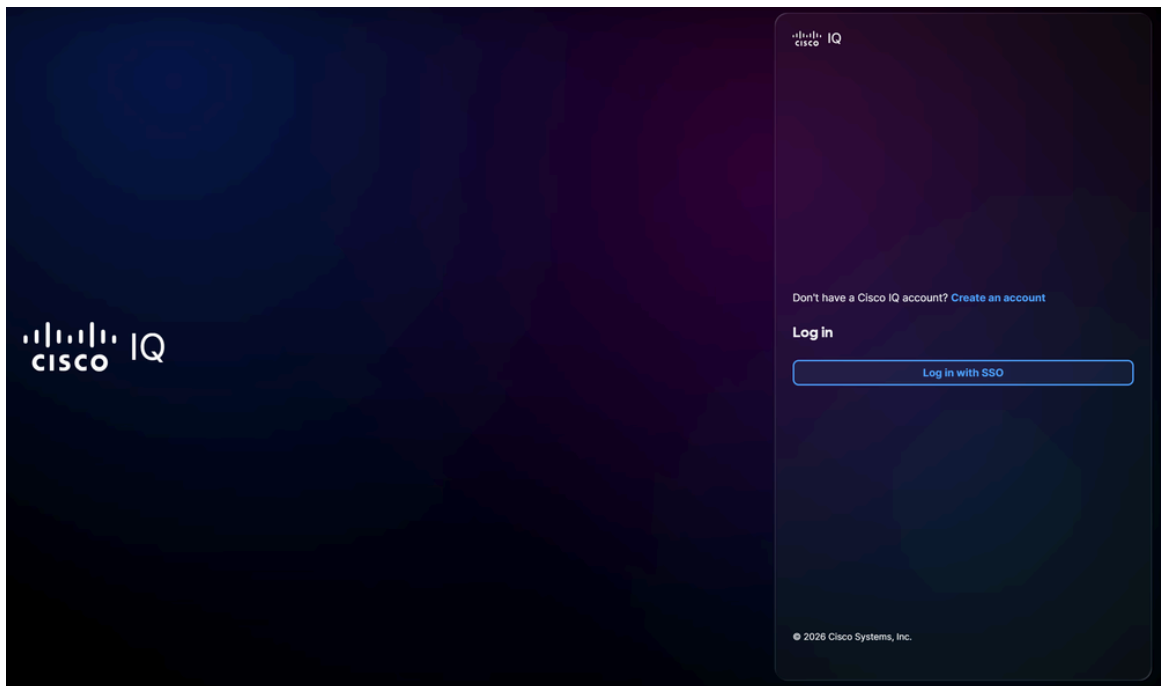 cisco IQ
cisco IQ
Don't have a Cisco IQ account? Create an account
Log in
Log in with SSO
© 2026 Cisco Systems, Inc.